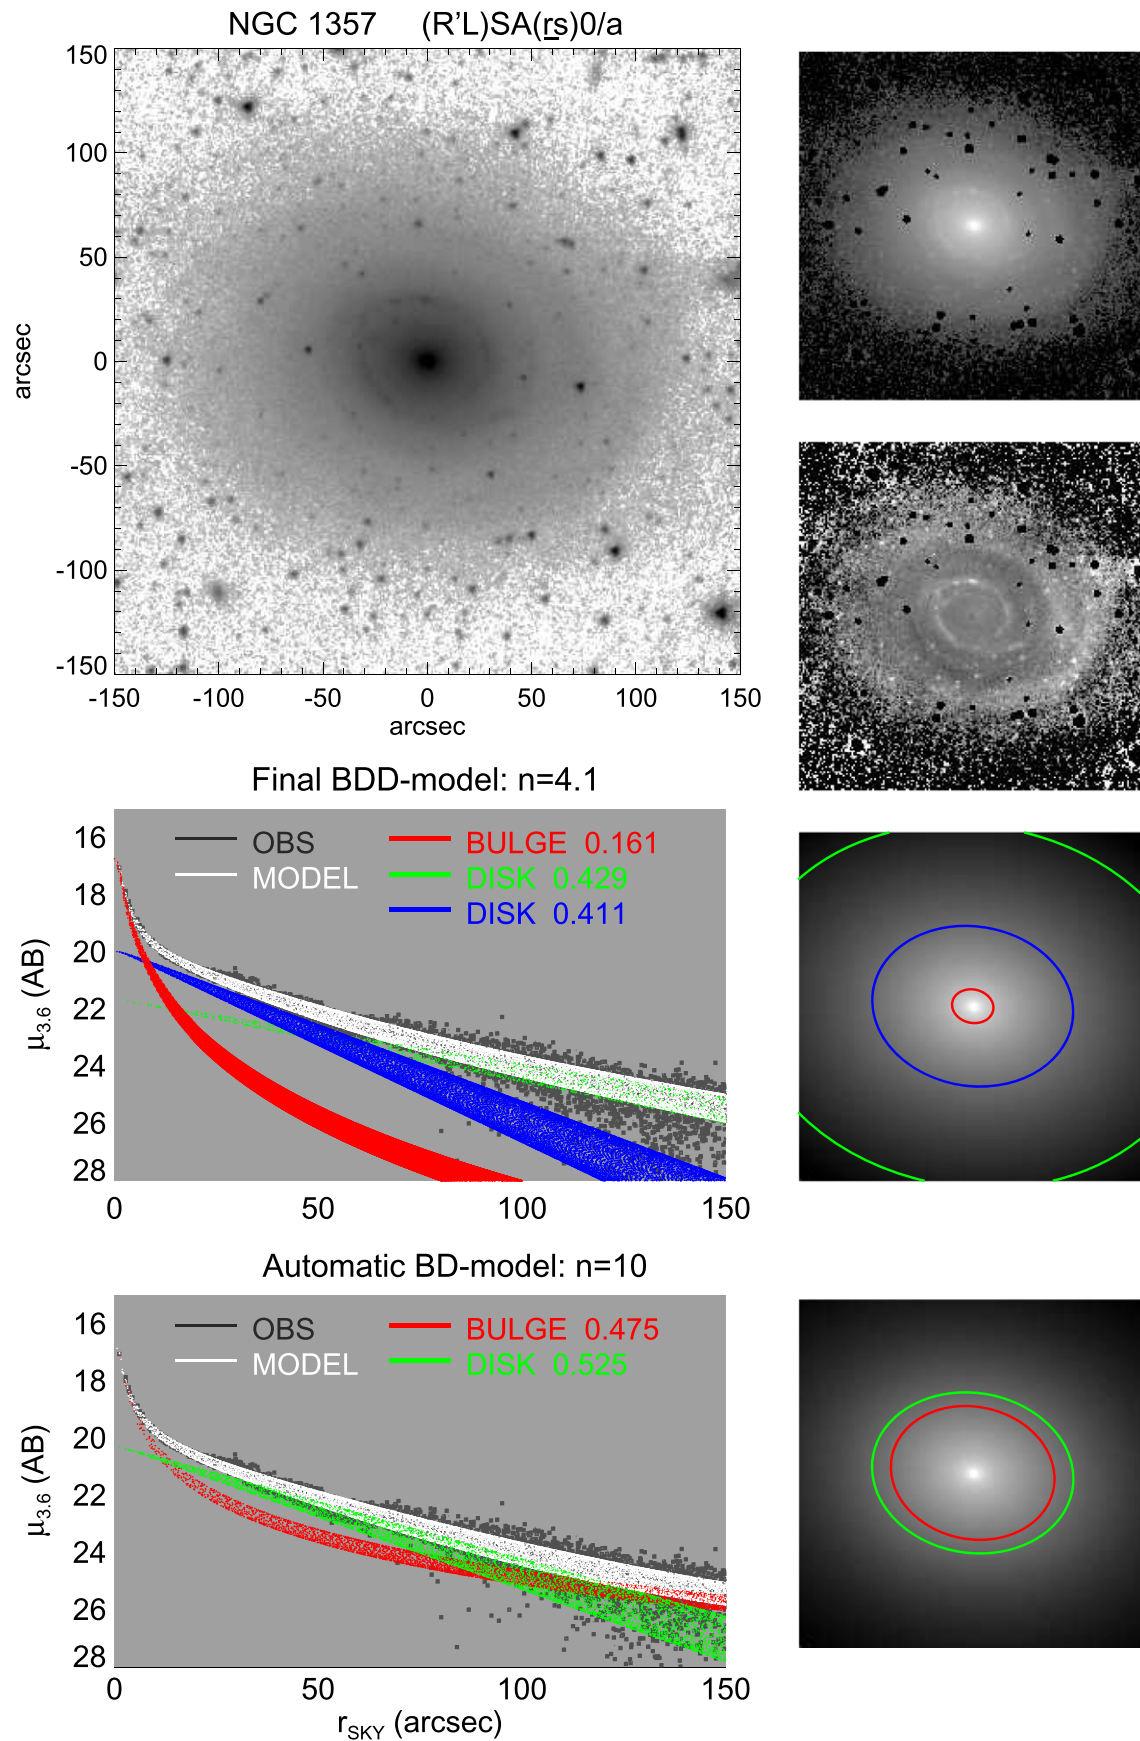 NGC 1357 (R’L)SA(rs)0/a
150
100
50
0
-50
-100
-150
arcsec
-150 -100 -50 0 50 100 150
arcsec
Final BDD-model: n=4.1
OBS BULGE 0.161
MODEL DISK 0.429
DISK 0.411
16
18
20
22
24
26
28
μ3.6 (AB)
0 50 100 150
Automatic BD-model: n=10
OBS BULGE 0.475
MODEL DISK 0.525
16
18
20
22
24
26
28
μ3.6 (AB)
0 50 100 150
rSKY (arcsec)